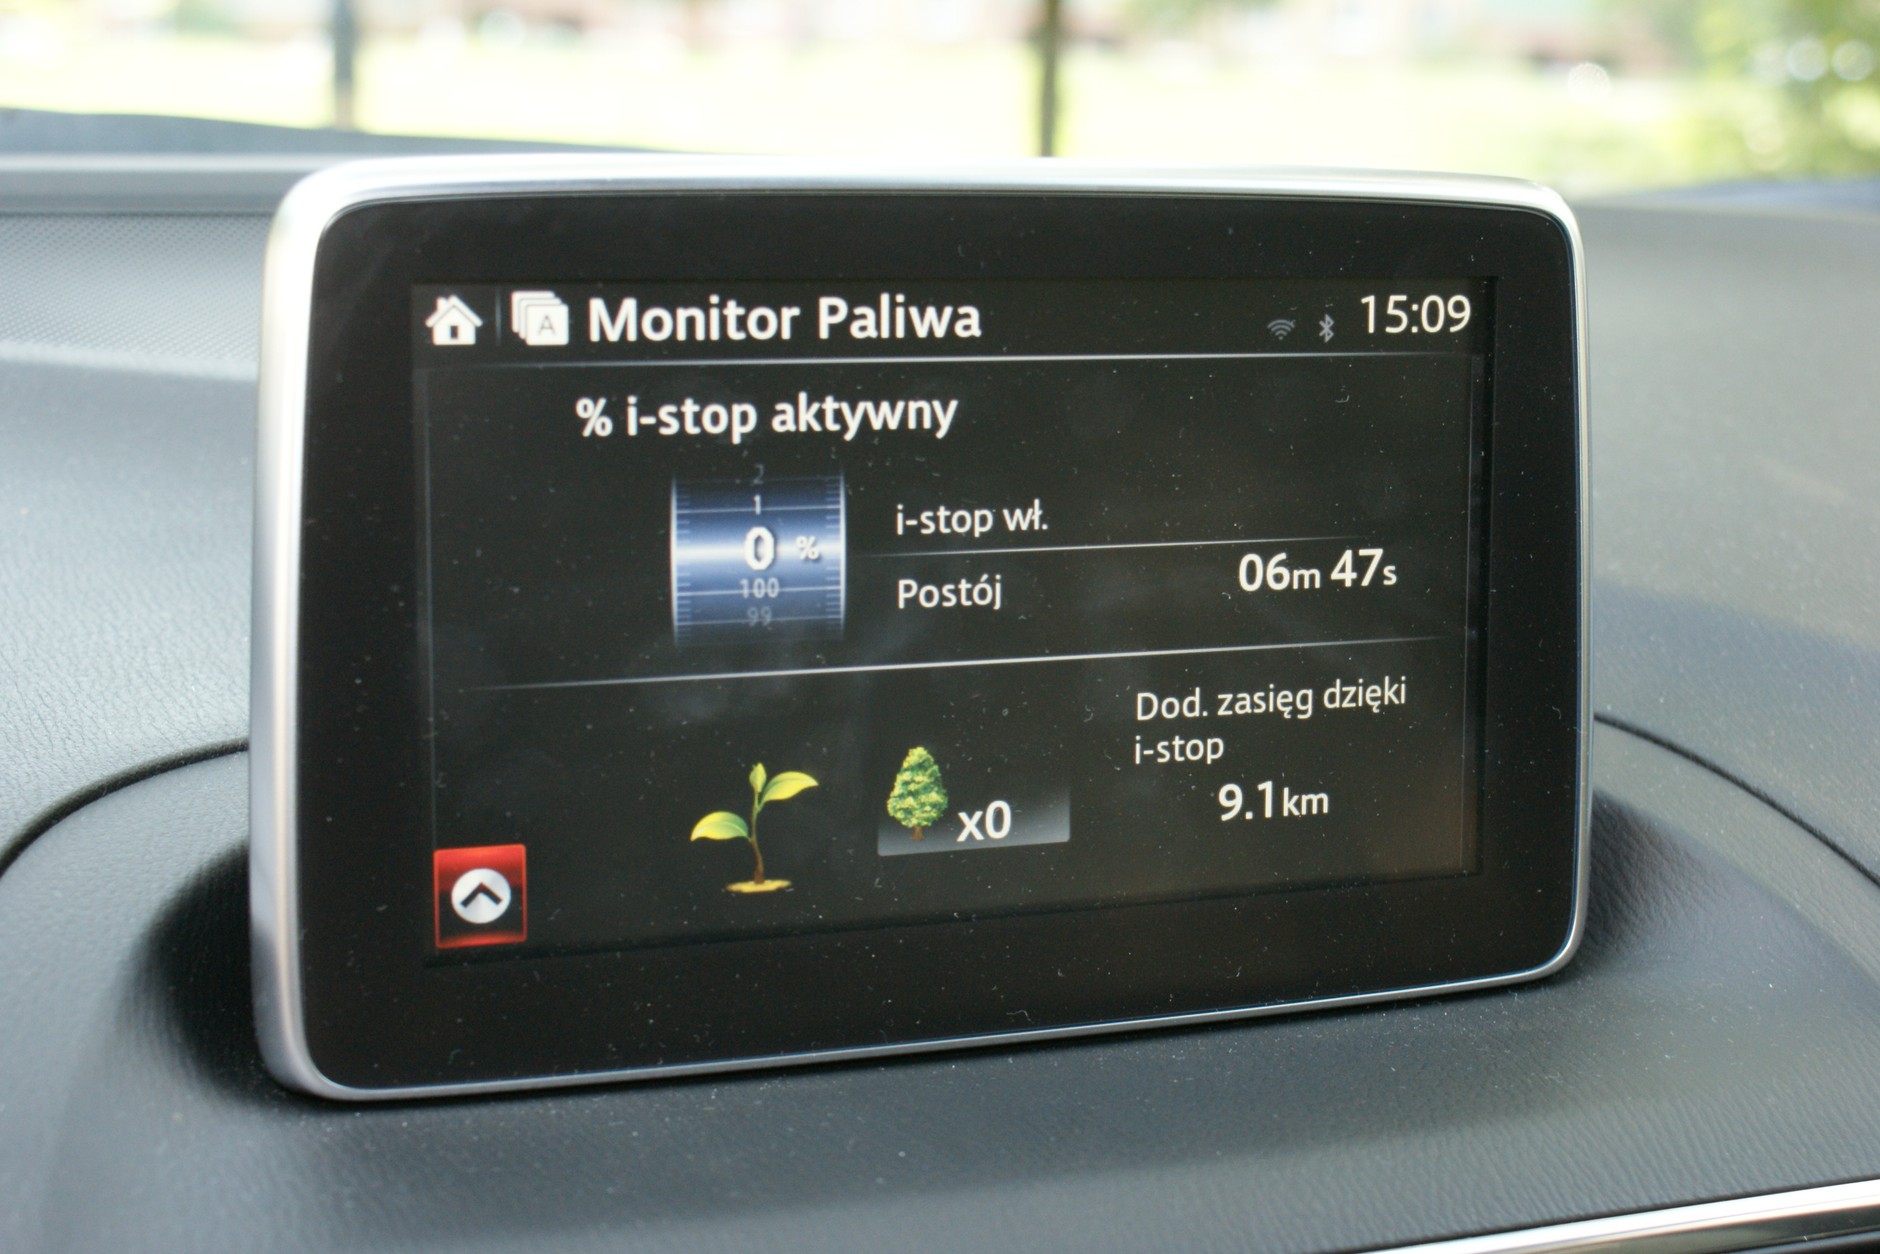 A Monitor Paliwa 15:09
% i-stop aktywny
2
1
0 %
100
99
i-stop wł.
Postój 06m 47s
x0
Dod. zasięg dzięki
i-stop
9.1km